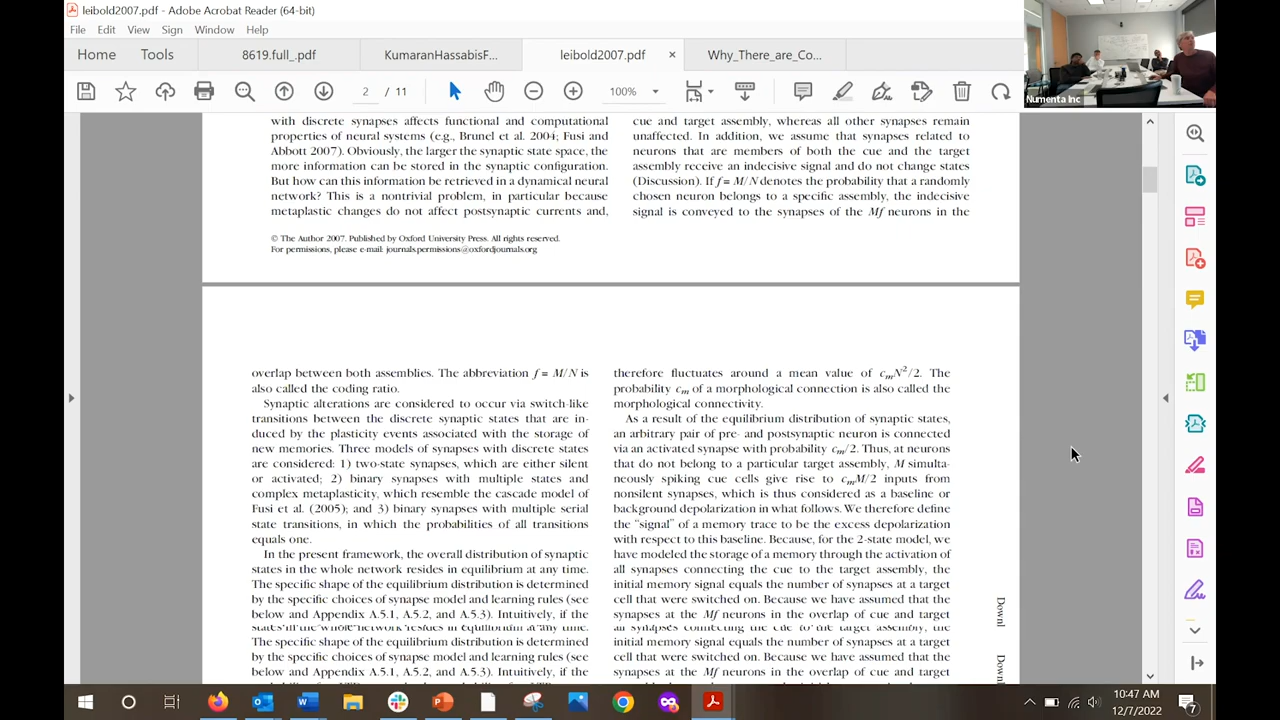 leibold2007.pdf - Adobe Acrobat Reader (64-bit)
File Edit View Sign Window Help
Home Tools 8619.full_.pdf KumaranHassabisF... leibold2007.pdf × Why_There_are_Co...
2 / 11 100%
Numenta Inc
with discrete synapses affects functional and computational
properties of neural systems (e.g., Brunel et al. 2004; Fusi and
Abbott 2007). Obviously, the larger the synaptic state space, the
more information can be stored in the synaptic configuration.
But how can this information be retrieved in a dynamical neural
network? This is a nontrivial problem, in particular because
metaplastic changes do not affect postsynaptic currents and,
© The Author 2007. Published by Oxford University Press. All rights reserved.
For permissions, please e-mail: journals.permissions@oxfordjournals.org
cue and target assembly, whereas all other synapses remain
unaffected. In addition, we assume that synapses related to
neurons that are members of both the cue and the target
assembly receive an indecisive signal and do not change states
(Discussion). If f = M/N denotes the probability that a randomly
chosen neuron belongs to a specific assembly, the indecisive
signal is conveyed to the synapses of the Mf neurons in the
overlap between both assemblies. The abbreviation f = M/N is
also called the coding ratio.
Synaptic alterations are considered to occur via switch-like
transitions between the discrete synaptic states that are in-
duced by the plasticity events associated with the storage of
new memories. Three models of synapses with discrete states
are considered: 1) two-state synapses, which are either silent
or activated; 2) binary synapses with multiple states and
complex metaplasticity, which resemble the cascade model of
Fusi et al. (2005); and 3) binary synapses with multiple serial
state transitions, in which the probabilities of all transitions
equals one.
In the present framework, the overall distribution of synaptic
states in the whole network resides in equilibrium at any time.
The specific shape of the equilibrium distribution is determined
by the specific choices of synapse model and learning rules (see
below and Appendix A.5.1, A.5.2, and A.5.3). Intuitively, if the
states in the whole network resides in equilibrium at any time.
The specific shape of the equilibrium distribution is determined
by the specific choices of synapse model and learning rules (see
below and Appendix A.5.1, A.5.2, and A.5.3). Intuitively, if the
therefore fluctuates around a mean value of cmN²/2. The
probability cm of a morphological connection is also called the
morphological connectivity.
As a result of the equilibrium distribution of synaptic states,
an arbitrary pair of pre- and postsynaptic neuron is connected
via an activated synapse with probability cm/2. Thus, at neurons
that do not belong to a particular target assembly, M simulta-
neously spiking cue cells give rise to cmM/2 inputs from
nonsilent synapses, which is thus considered as a baseline or
background depolarization in what follows. We therefore define
the "signal" of a memory trace to be the excess depolarization
with respect to this baseline. Because, for the 2-state model, we
have modeled the storage of a memory through the activation of
all synapses connecting the cue to the target assembly, the
initial memory signal equals the number of synapses at a target
cell that were switched on. Because we have assumed that the
synapses at the Mf neurons in the overlap of cue and target
all synapses connecting the cue to the target assembly, the
initial memory signal equals the number of synapses at a target
cell that were switched on. Because we have assumed that the
synapses at the Mf neurons in the overlap of cue and target
Downl
Downl
10:47 AM
12/7/2022
7